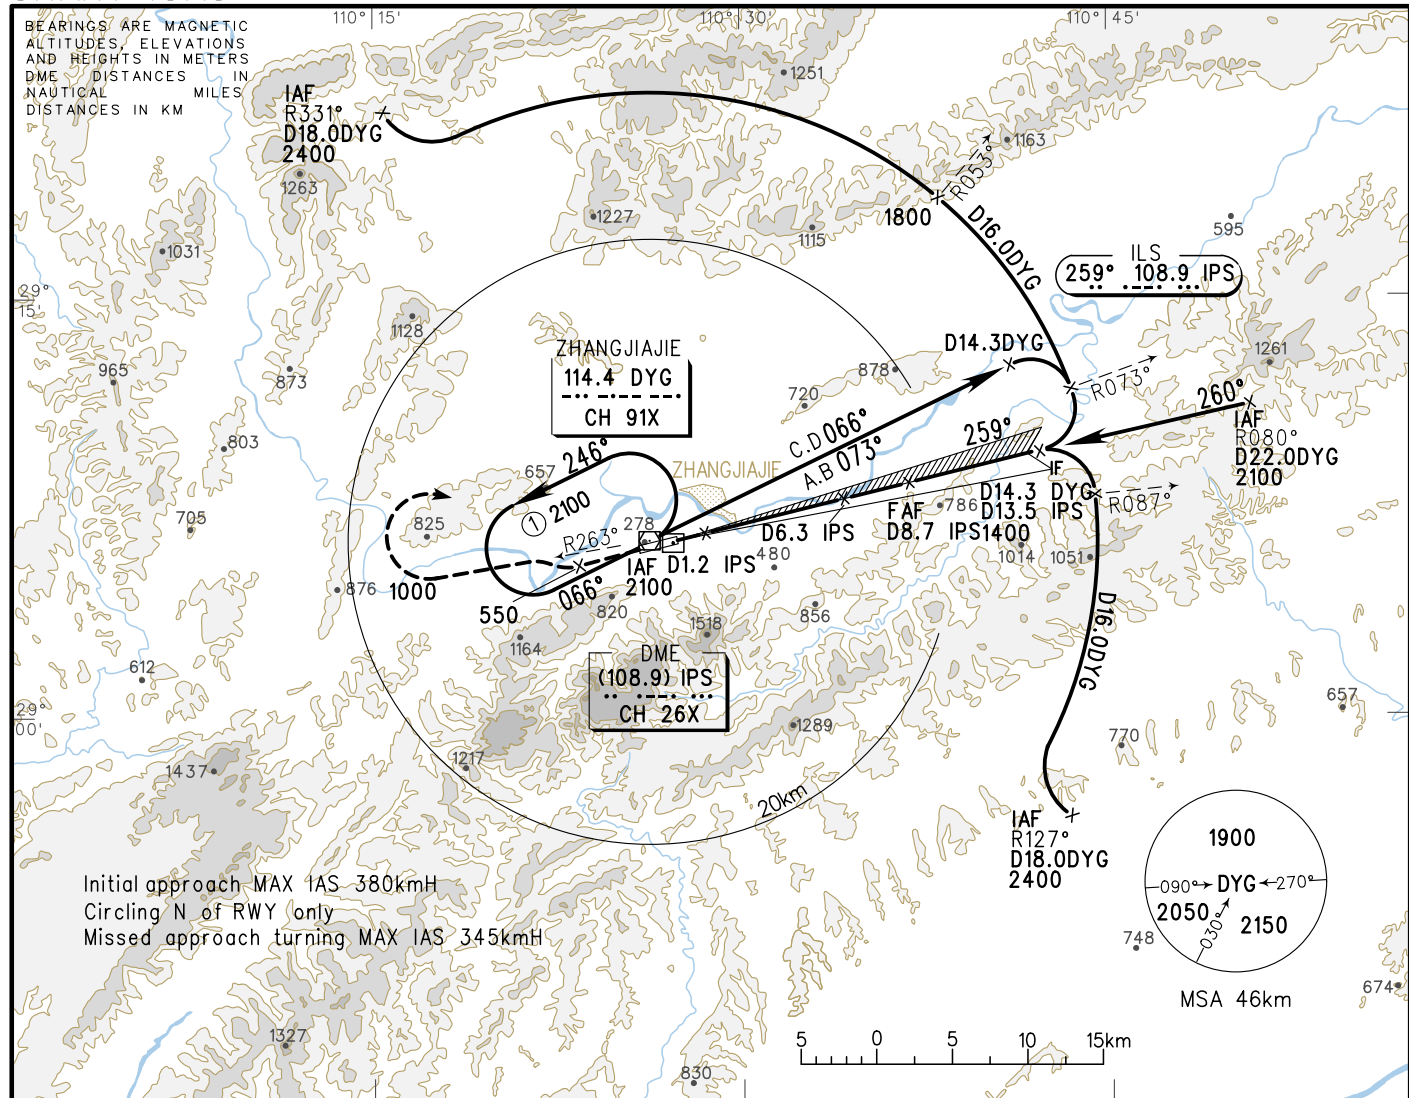 110°15'
110°30'
110°45'
BEARINGS ARE MAGNETIC
ALTITUDES, ELEVATIONS
AND HEIGHTS IN METERS
DME DISTANCES IN
NAUTICAL MILES
DISTANCES IN KM
IAF
R331°
D18.0DYG
2400
1263
1251
1163
R053°
1800
D16.0DYG
1227
1115
595
1031
ILS
259° 108.9 IPS
29°
15'
1128
965
873
803
705
ZHANGJIAJIE
114.4 DYG
CH 91X
D14.3DYG
878
720
R073°
1261
260°
IAF
R080°
D22.0DYG
2100
C.D 066°
A.B 073°
259°
246°
657
ZHANGJIAJIE
1 2100
825
278
R263°
IF
D14.3 DYG
D13.5 IPS
1400
R087°
786
FAF
D8.7 IPS
D6.3 IPS
D1.2 IPS
IAF
2100
480
1014
1051
876
1000
550
066°
820
856
1164
1518
612
DME
(108.9) IPS
CH 26X
D16.0DYG
657
29°
00'
1289
770
1437
1217
20km
IAF
R127°
D18.0DYG
2400
Initial approach MAX IAS 380kmH
Circling N of RWY only
Missed approach turning MAX IAS 345kmH
1900
090° DYG 270°
2050
030°
2150
MSA 46km
748
674
1327
830
5 0 5 10 15km